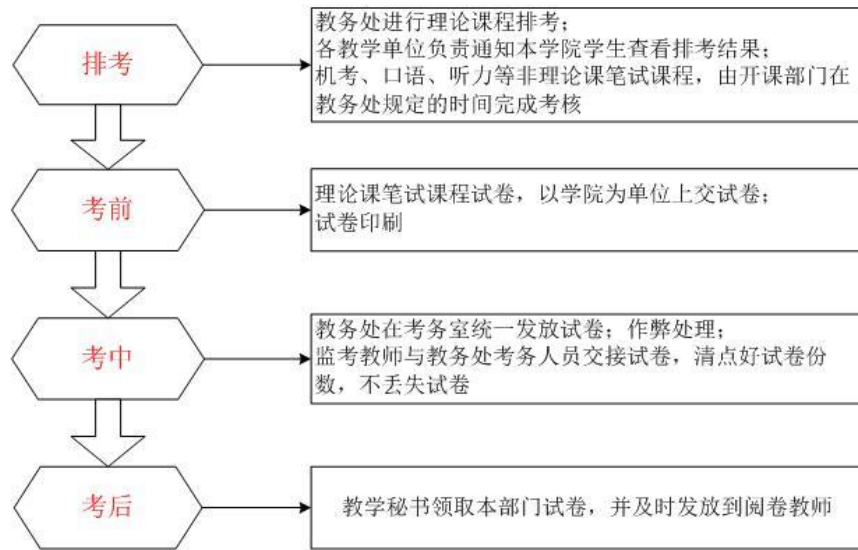 排考
教务处进行理论课程排考；
各教学单位负责通知本学院学生查看排考结果；
机考、口语、听力等非理论课笔试课程，由开课部门在
教务处规定的时间完成考核
考前
理论课笔试课程试卷，以学院为单位上交试卷；
试卷印刷
考中
教务处在考务室统一发放试卷；作弊处理；
监考教师与教务处考务人员交接试卷，清点好试卷份
数，不丢失试卷
考后
教学秘书领取本部门试卷，并及时发放到阅卷教师